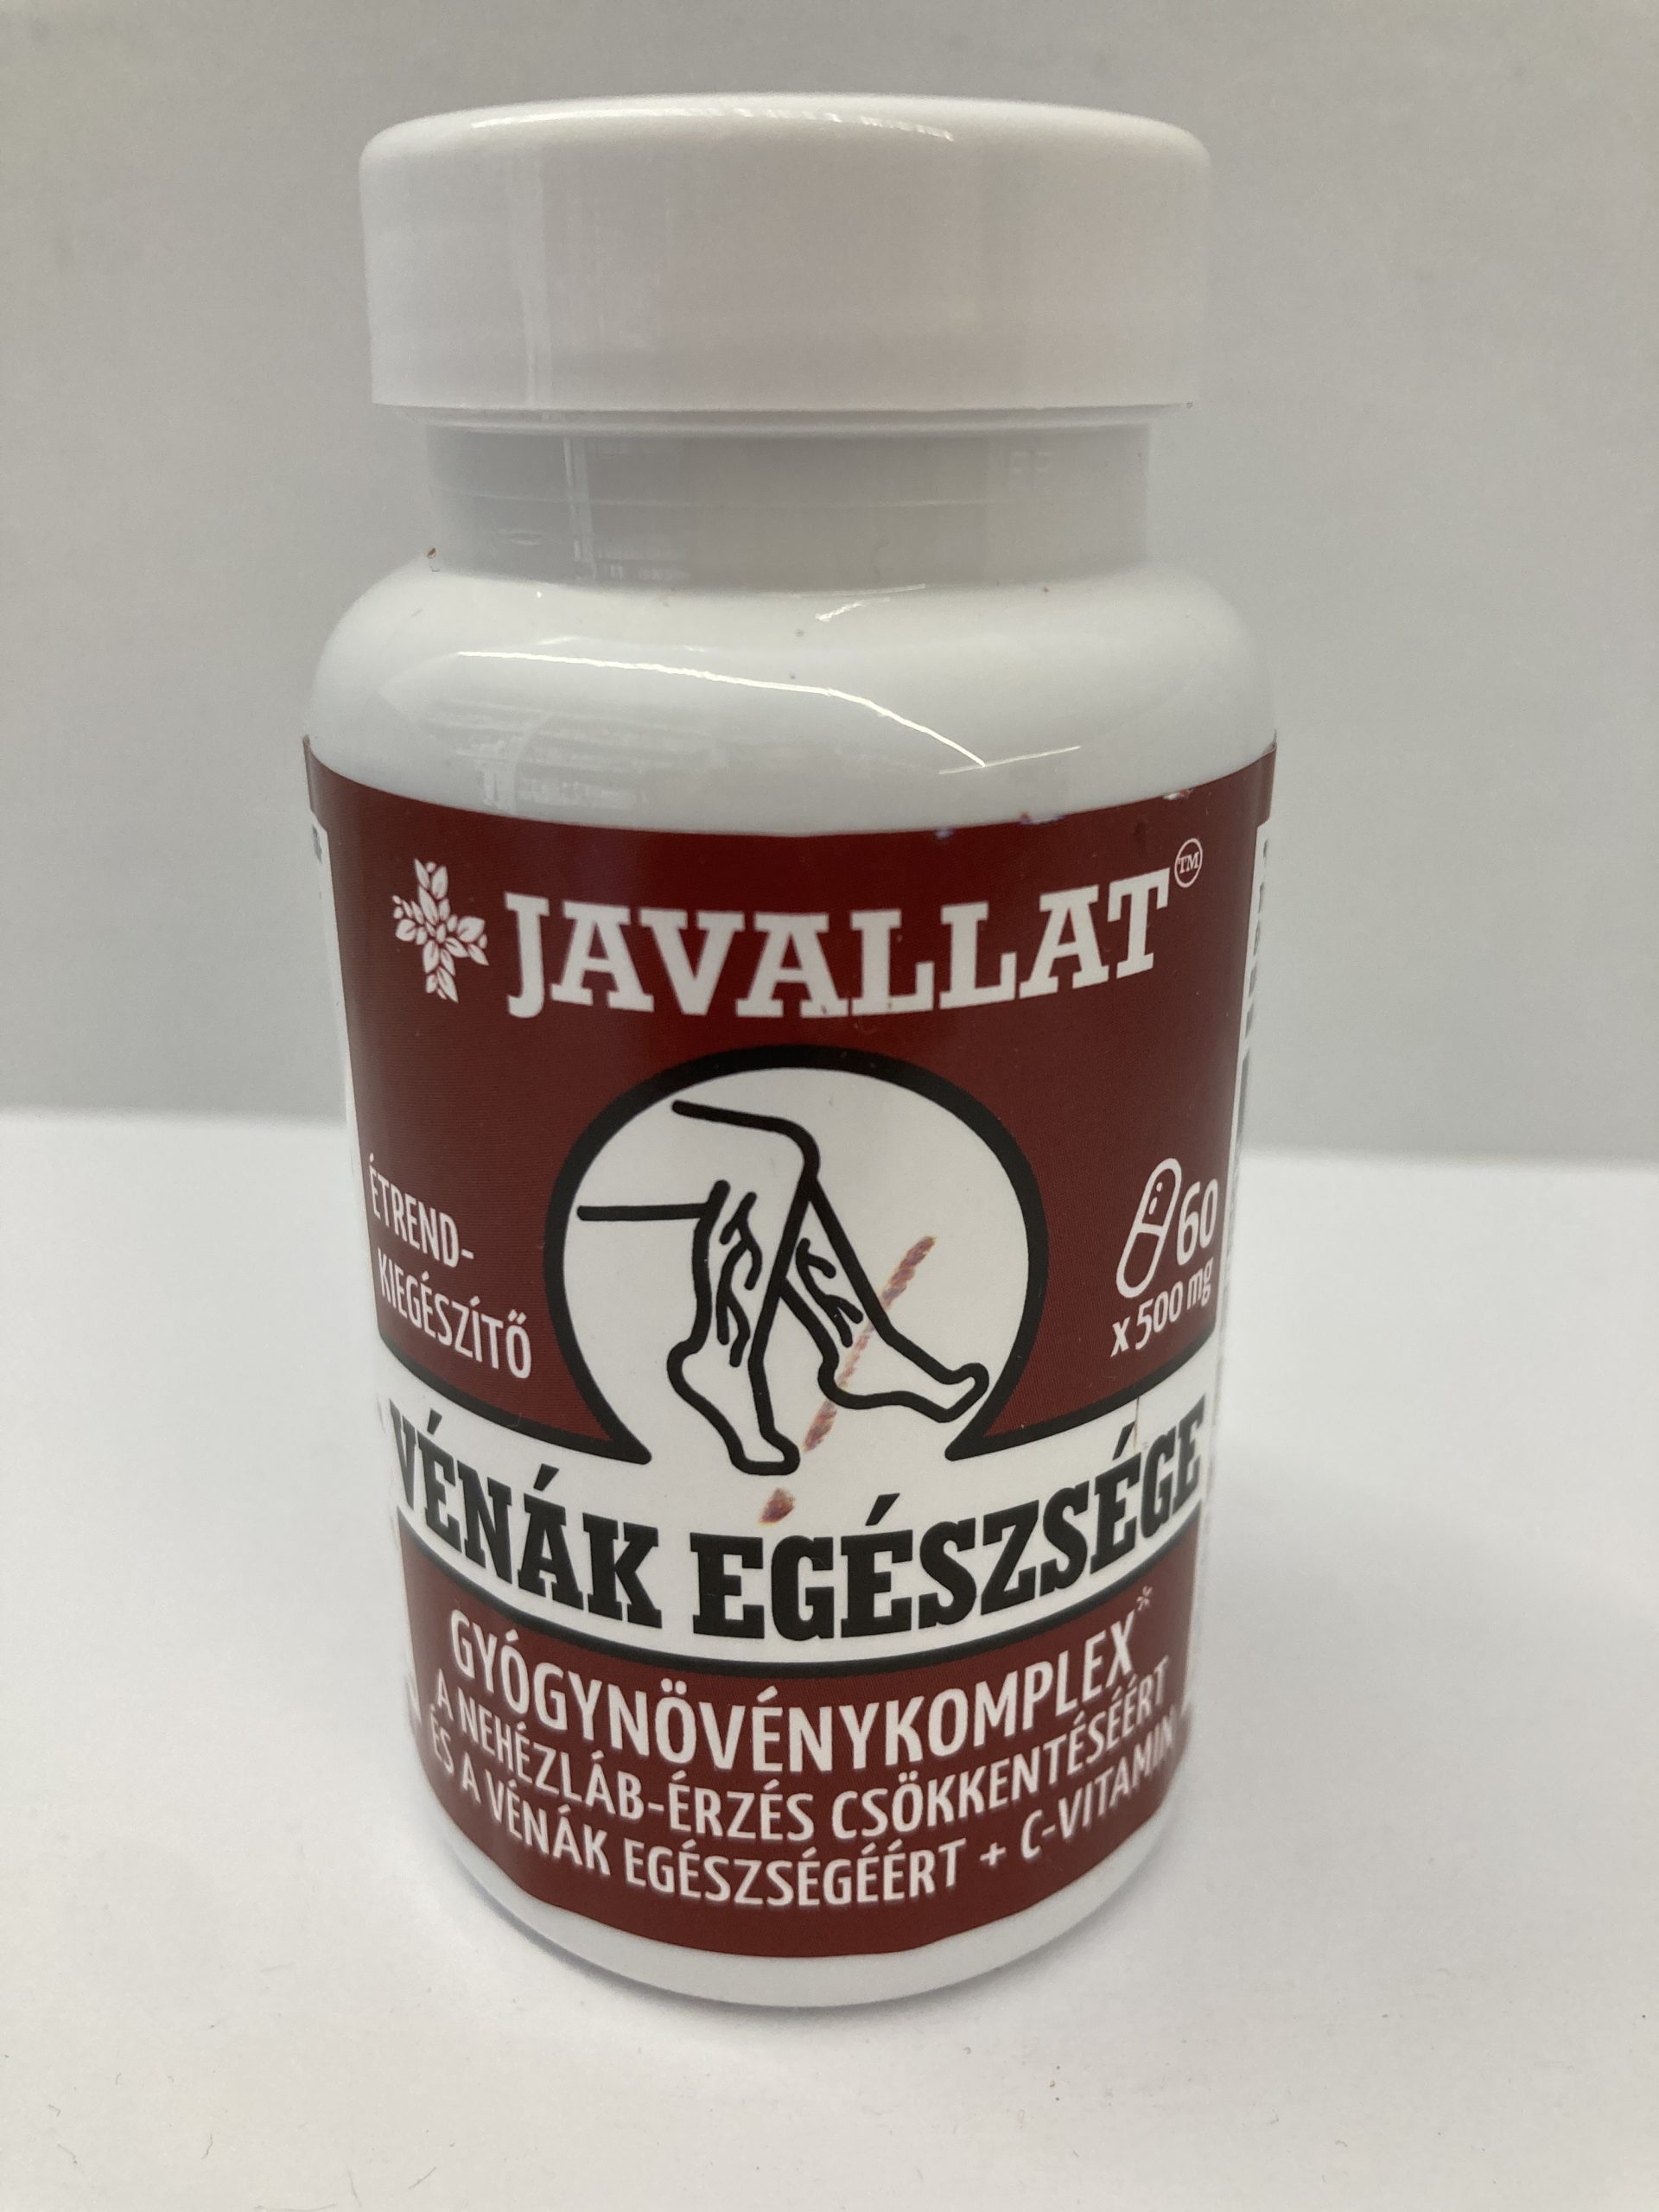 JAVALLAT™
ÉTREND-
KIEGÉSZÍTŐ
60
x 500 mg
VÉNÁK EGÉSZSÉGE
GYÓGYNÖVÉNYKOMPLEX*
A NEHÉZLÁB-ÉRZÉS CSÖKKENTÉSÉÉRT
ÉS A VÉNÁK EGÉSZSÉGÉÉRT + C-VITAMIN